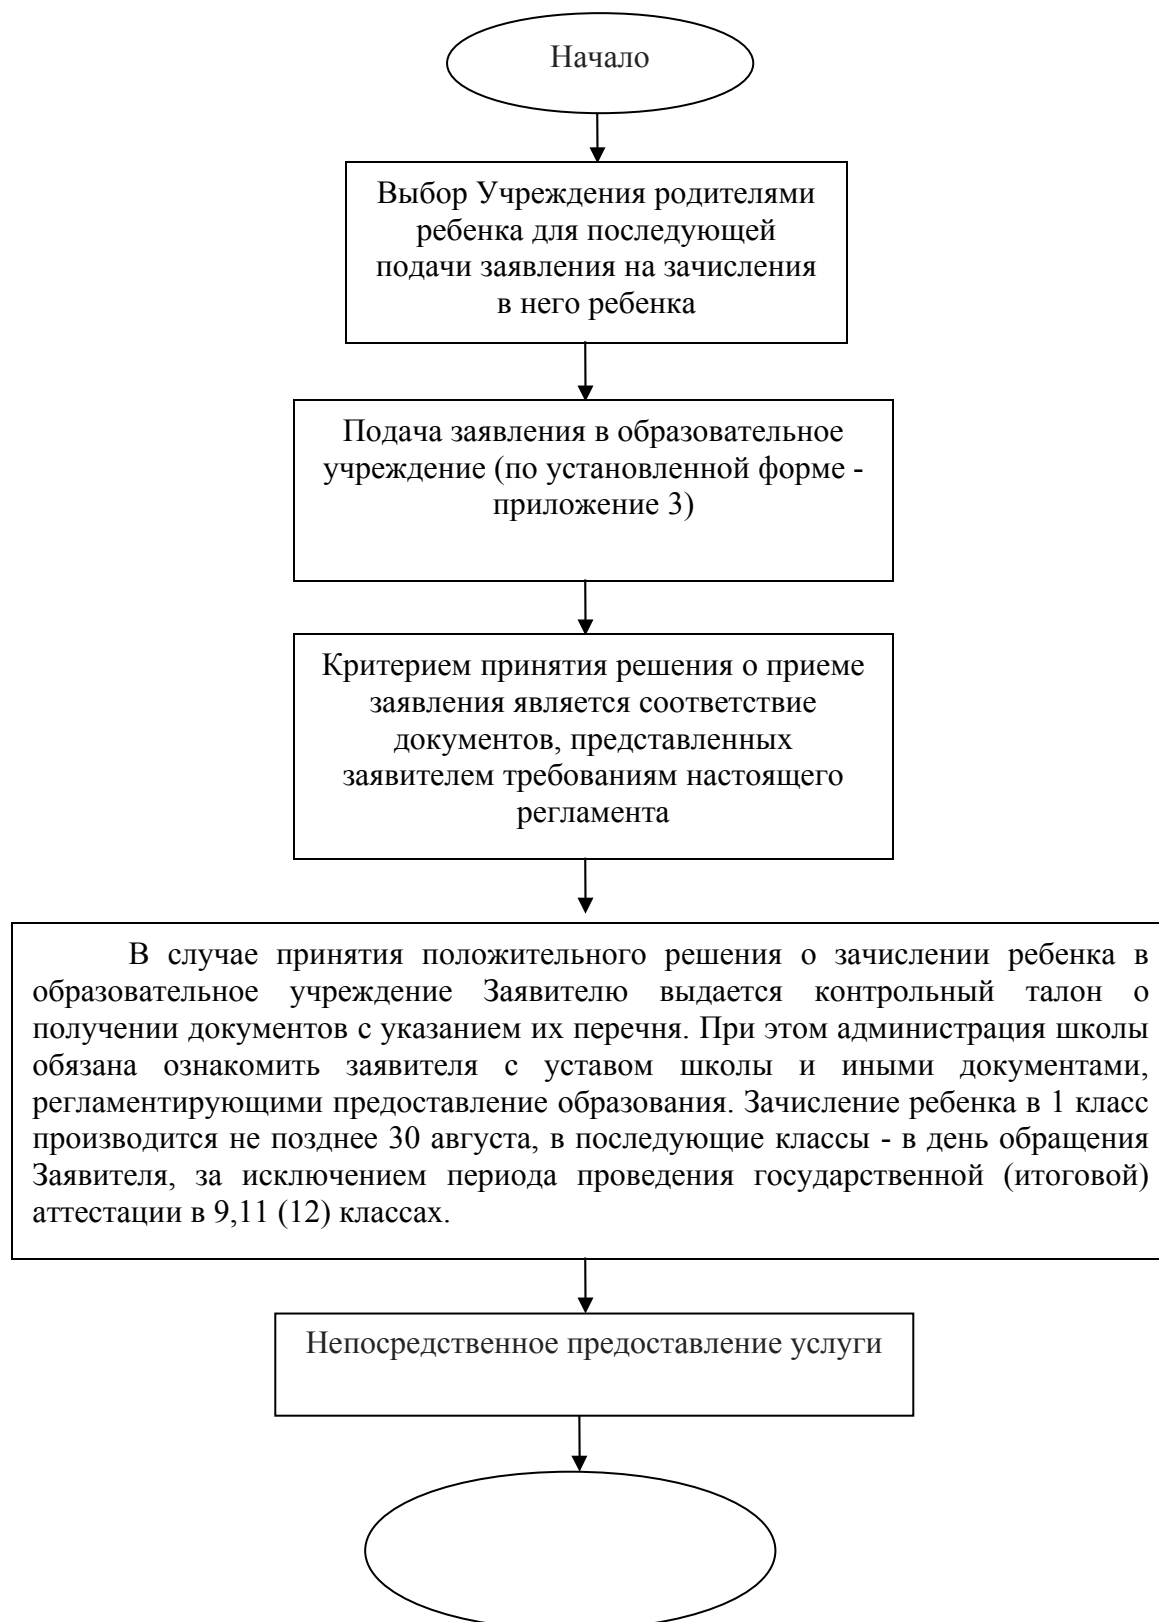 Начало
Выбор Учреждения родителями
ребенка для последующей
подачи заявления на зачисления
в него ребенка
Подача заявления в образовательное
учреждение (по установленной форме -
приложение 3)
Критерием принятия решения о приеме
заявления является соответствие
документов, представленных
заявителем требованиям настоящего
регламента
В случае принятия положительного решения о зачислении ребенка в
образовательное учреждение Заявителю выдается контрольный талон о
получении документов с указанием их перечня. При этом администрация школы
обязана ознакомить заявителя с уставом школы и иными документами,
регламентирующими предоставление образования. Зачисление ребенка в 1 класс
производится не позднее 30 августа, в последующие классы - в день обращения
Заявителя, за исключением периода проведения государственной (итоговой)
аттестации в 9,11 (12) классах.
Непосредственное предоставление услуги